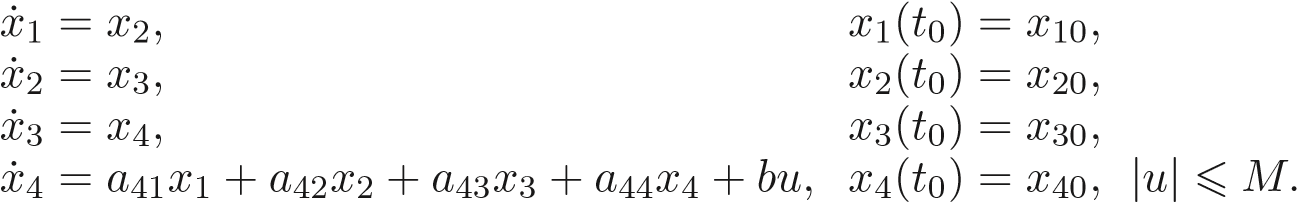 ẋ₁ = x₂, x₁(t₀) = x₁₀,
ẋ₂ = x₃, x₂(t₀) = x₂₀,
ẋ₃ = x₄, x₃(t₀) = x₃₀,
ẋ₄ = a₄₁x₁ + a₄₂x₂ + a₄₃x₃ + a₄₄x₄ + bu, x₄(t₀) = x₄₀, |u| ⩽ M.